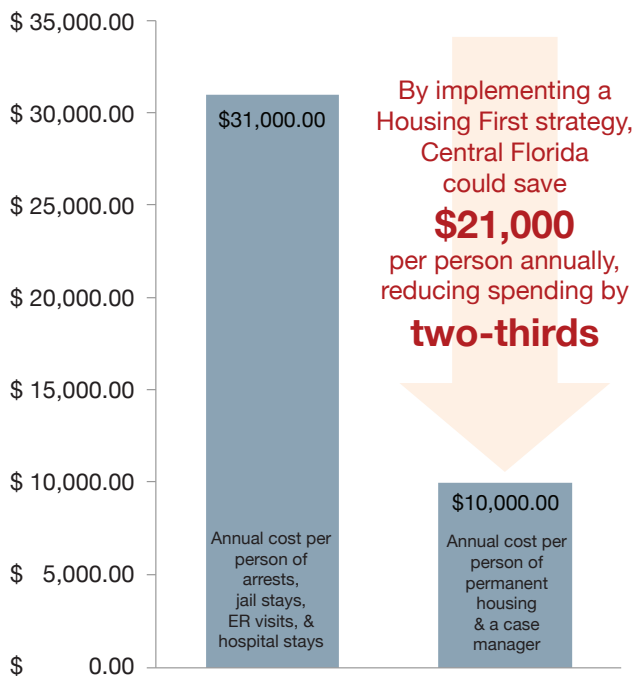 $ 35,000.00
$ 30,000.00
$ 25,000.00
$ 20,000.00
$ 15,000.00
$ 10,000.00
$ 5,000.00
$ 0.00
$31,000.00
Annual cost per
person of
arrests,
jail stays,
ER visits, &
hospital stays
By implementing a
Housing First strategy,
Central Florida
could save
$21,000
per person annually,
reducing spending by
two-thirds
$10,000.00
Annual cost per
person of
permanent
housing
& a case
manager